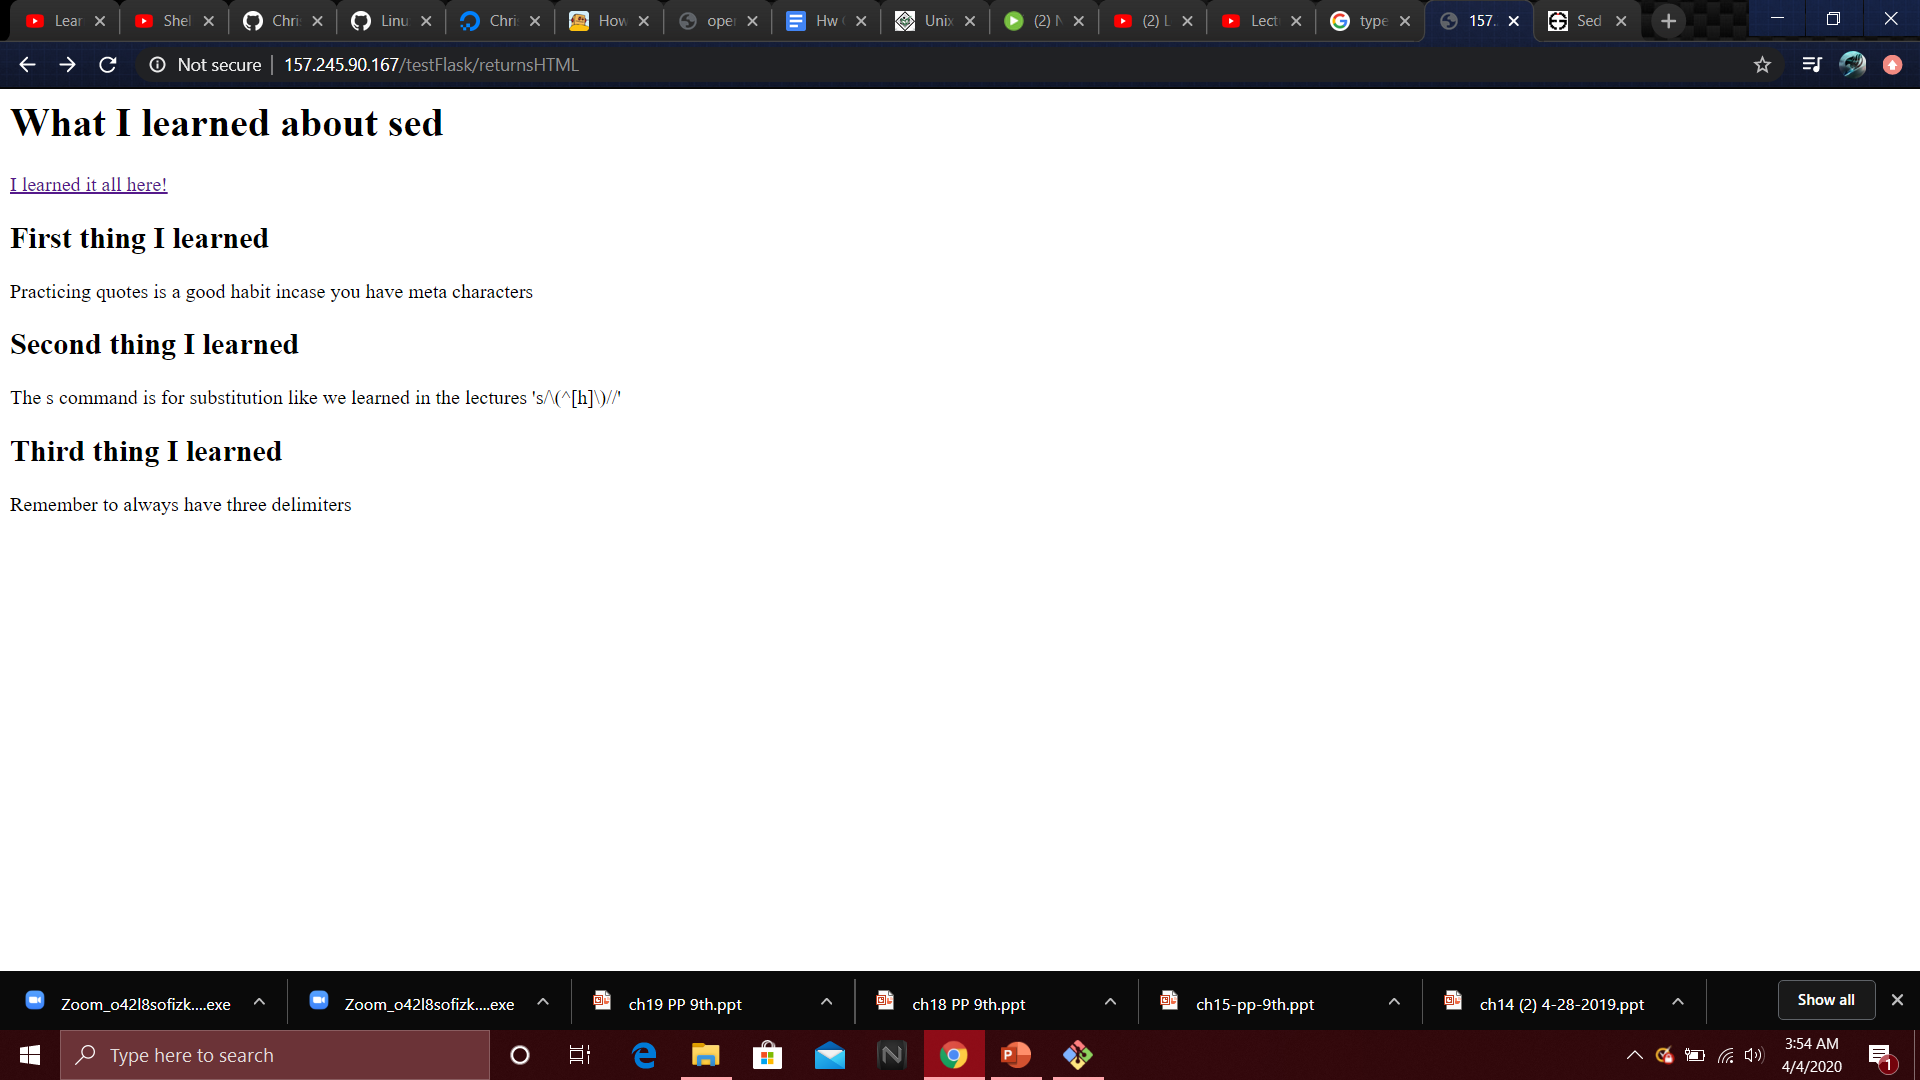 Lear
Shel
Chri
Linu
Chri
How
oper
Hw
Unix
(2) N
(2) L
Lect
type
157.
Sed
Not secure
157.245.90.167/testFlask/returnsHTML
What I learned about sed
I learned it all here!
First thing I learned
Practicing quotes is a good habit incase you have meta characters
Second thing I learned
The s command is for substitution like we learned in the lectures 's/\(^[h]\)//'
Third thing I learned
Remember to always have three delimiters
Zoom_o42l8sofizk....exe
Zoom_o42l8sofizk....exe
ch19 PP 9th.ppt
ch18 PP 9th.ppt
ch15-pp-9th.ppt
ch14 (2) 4-28-2019.ppt
Show all
Type here to search
3:54 AM
4/4/2020
1